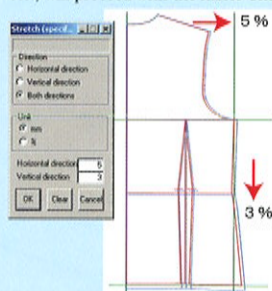 Stretch (specif...
Direction
Horizontal direction
Vertical direction
Both directions
Unit
mm
%
Horizontal direction 5
Vertical direction 3
OK Clear Cancel
5 %
3 %